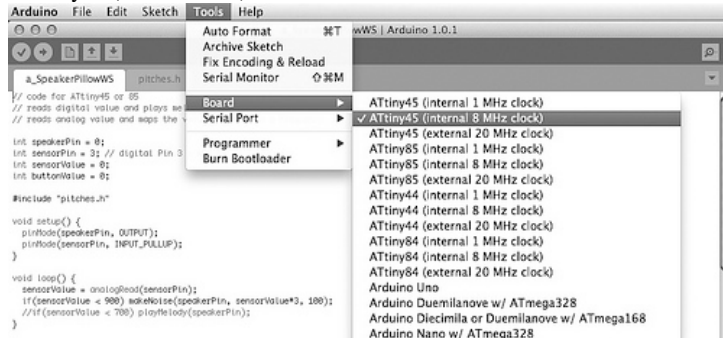 Arduino File Edit Sketch Tools Help
wWS | Arduino 1.0.1
Auto Format ⌘T
Archive Sketch
Fix Encoding & Reload
Serial Monitor ⇧⌘M
Board
Serial Port
Programmer
Burn Bootloader
ATtiny45 (internal 1 MHz clock)
✓ ATtiny45 (internal 8 MHz clock)
ATtiny45 (external 20 MHz clock)
ATtiny85 (internal 1 MHz clock)
ATtiny85 (internal 8 MHz clock)
ATtiny85 (external 20 MHz clock)
ATtiny44 (internal 1 MHz clock)
ATtiny44 (internal 8 MHz clock)
ATtiny44 (external 20 MHz clock)
ATtiny84 (internal 1 MHz clock)
ATtiny84 (internal 8 MHz clock)
ATtiny84 (external 20 MHz clock)
Arduino Uno
Arduino Duemilanove w/ ATmega328
Arduino Diecimila or Duemilanove w/ ATmega168
Arduino Nano w/ ATmega328
a_SpeakerPillowWS pitches.h
// code for ATtiny45 or 85
// reads digital value and plays mel
// reads analog value and maps the v
int speakerPin = 0;
int sensorPin = 3; // digital Pin 3
int sensorValue = 0;
int buttonValue = 0;
#include "pitches.h"
void setup() {
pinMode(speakerPin, OUTPUT);
pinMode(sensorPin, INPUT_PULLUP);
}
void loop() {
sensorValue = analogRead(sensorPin);
if(sensorValue < 900) makeNoise(speakerPin, sensorValue*3, 100);
//if(sensorValue < 700) playMelody(speakerPin);
}